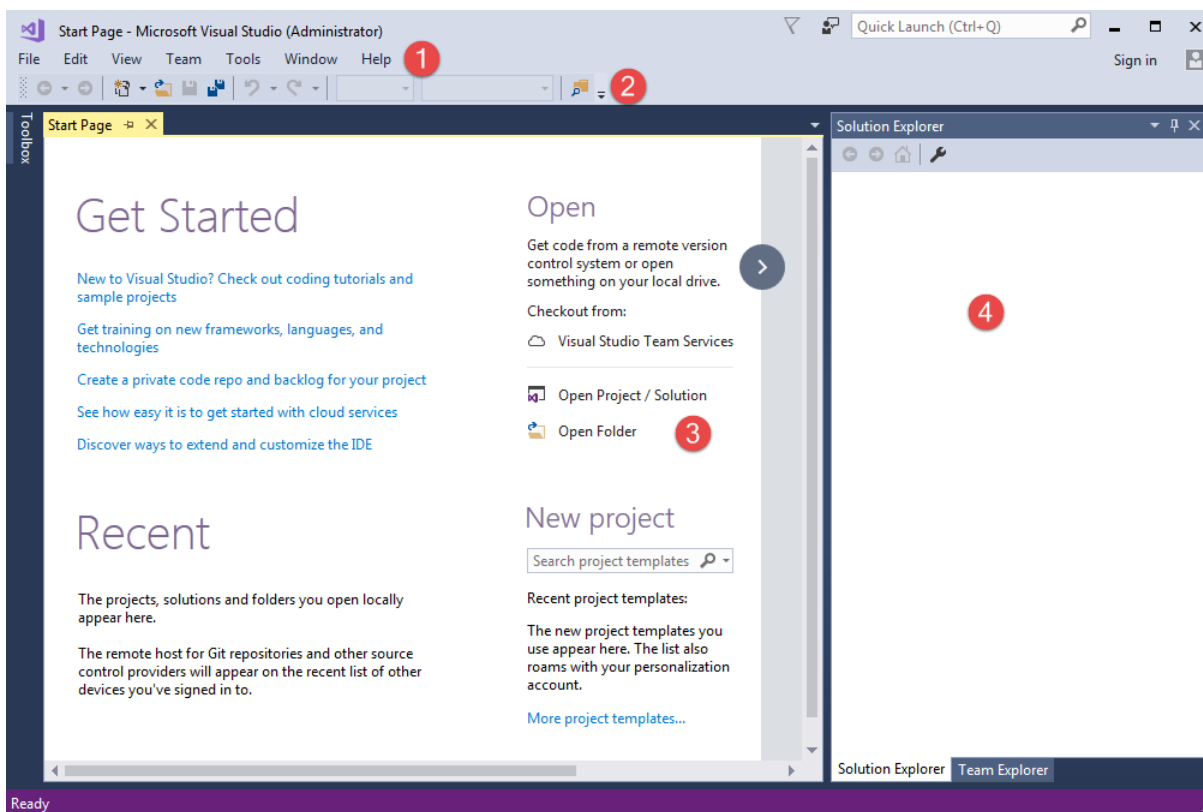 Start Page - Microsoft Visual Studio (Administrator)
Quick Launch (Ctrl+Q)
File Edit View Team Tools Window Help 1
Sign in
2
Toolbox
Start Page
Get Started
New to Visual Studio? Check out coding tutorials and
sample projects
Get training on new frameworks, languages, and
technologies
Create a private code repo and backlog for your project
See how easy it is to get started with cloud services
Discover ways to extend and customize the IDE
Recent
The projects, solutions and folders you open locally
appear here.
The remote host for Git repositories and other source
control providers will appear on the recent list of other
devices you've signed in to.
Open
Get code from a remote version
control system or open
something on your local drive.
Checkout from:
Visual Studio Team Services
Open Project / Solution
Open Folder
3
New project
Search project templates
Recent project templates:
The new project templates you
use appear here. The list also
roams with your personalization
account.
More project templates...
Solution Explorer
4
Solution Explorer Team Explorer
Ready